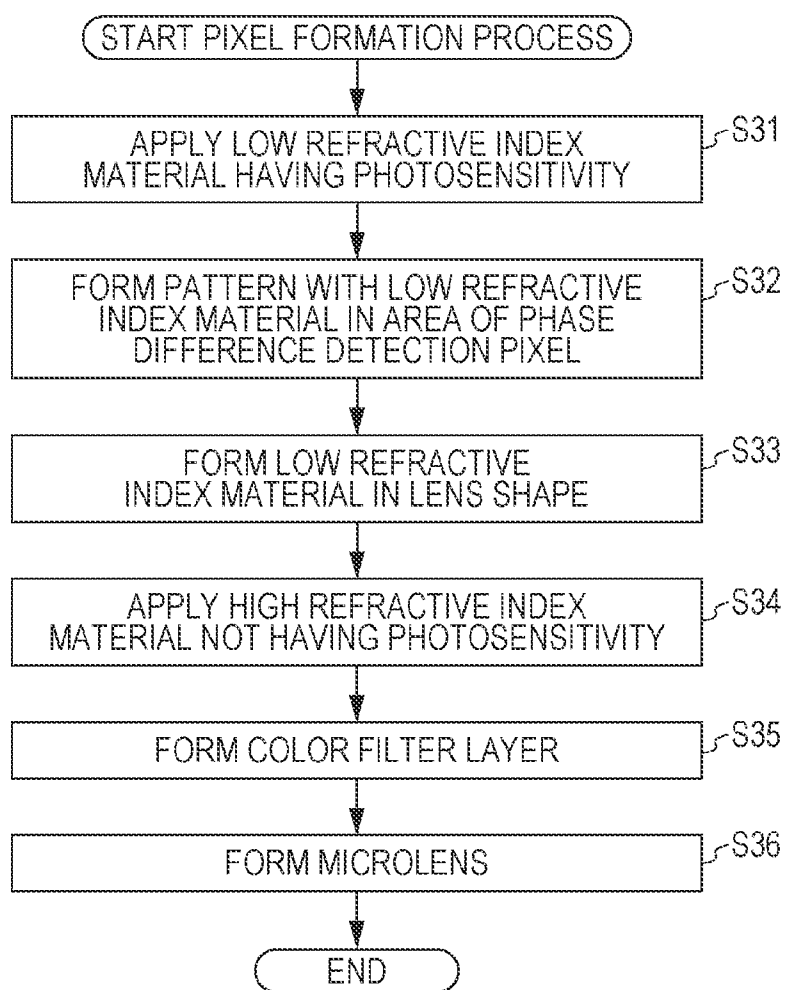 START PIXEL FORMATION PROCESS
APPLY LOW REFRACTIVE INDEX
MATERIAL HAVING PHOTOSENSITIVITY
S31
FORM PATTERN WITH LOW REFRACTIVE
INDEX MATERIAL IN AREA OF PHASE
DIFFERENCE DETECTION PIXEL
S32
FORM LOW REFRACTIVE
INDEX MATERIAL IN LENS SHAPE
S33
APPLY HIGH REFRACTIVE INDEX
MATERIAL NOT HAVING PHOTOSENSITIVITY
S34
FORM COLOR FILTER LAYER
S35
FORM MICROLENS
S36
END